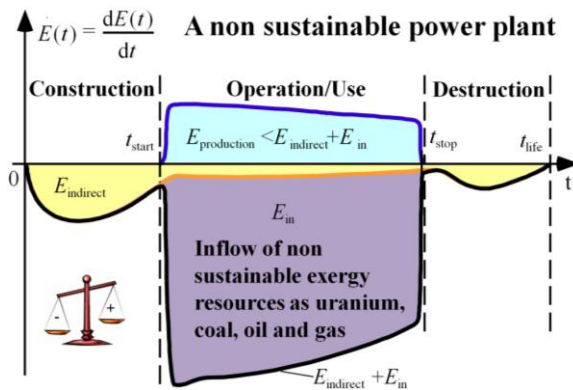 Ė(t) = dE(t)/dt
A non sustainable power plant
Construction
Operation/Use
Destruction
t_start
E_production < E_indirect + E_in
t_stop
t_life
0
t
E_indirect
E_in
Inflow of non
sustainable exergy
resources as uranium,
coal, oil and gas
- +
E_indirect + E_in